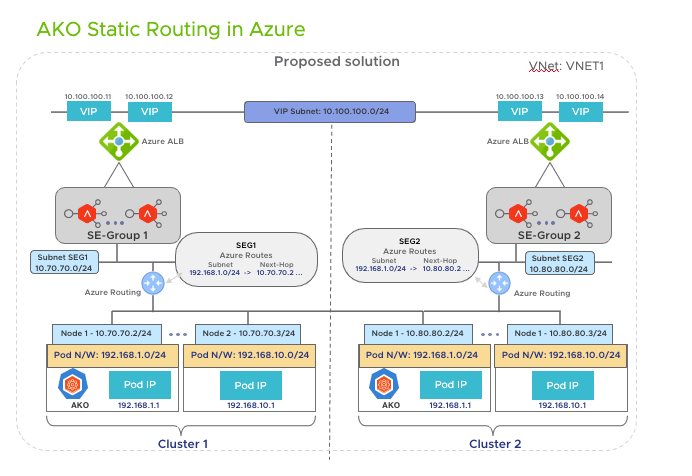 AKO Static Routing in Azure
Proposed solution
VNet: VNET1
10.100.100.11
10.100.100.12
10.100.100.13
10.100.100.14
VIP
VIP
VIP Subnet: 10.100.100.0/24
VIP
VIP
Azure ALB
Azure ALB
SE-Group 1
SE-Group 2
Subnet SEG1
10.70.70.0/24
SEG1
Azure Routes
Subnet Next-Hop
192.168.1.0/24 -> 10.70.70.2 ...
SEG2
Azure Routes
Subnet Next-Hop
192.168.1.0/24 -> 10.80.80.2 ...
Subnet SEG2
10.80.80.0/24
Azure Routing
Azure Routing
Node 1 - 10.70.70.2/24
Node 2 - 10.70.70.3/24
Node 1 - 10.80.80.2/24
Node 1 - 10.80.80.3/24
Pod N/W: 192.168.1.0/24
Pod N/W: 192.168.10.0/24
Pod N/W: 192.168.1.0/24
Pod N/W: 192.168.10.0/24
Pod IP
Pod IP
Pod IP
Pod IP
AKO
192.168.1.1
192.168.10.1
AKO
192.168.1.1
192.168.10.1
Cluster 1
Cluster 2